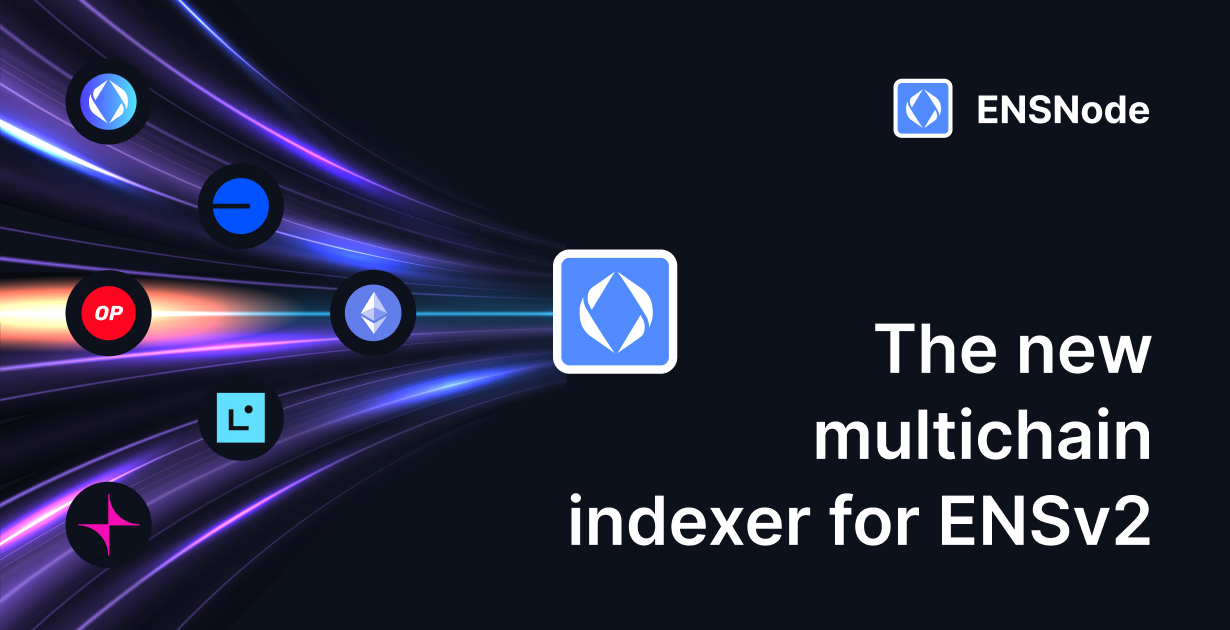 ENSNode
OP
The new
multichain
indexer for ENSv2